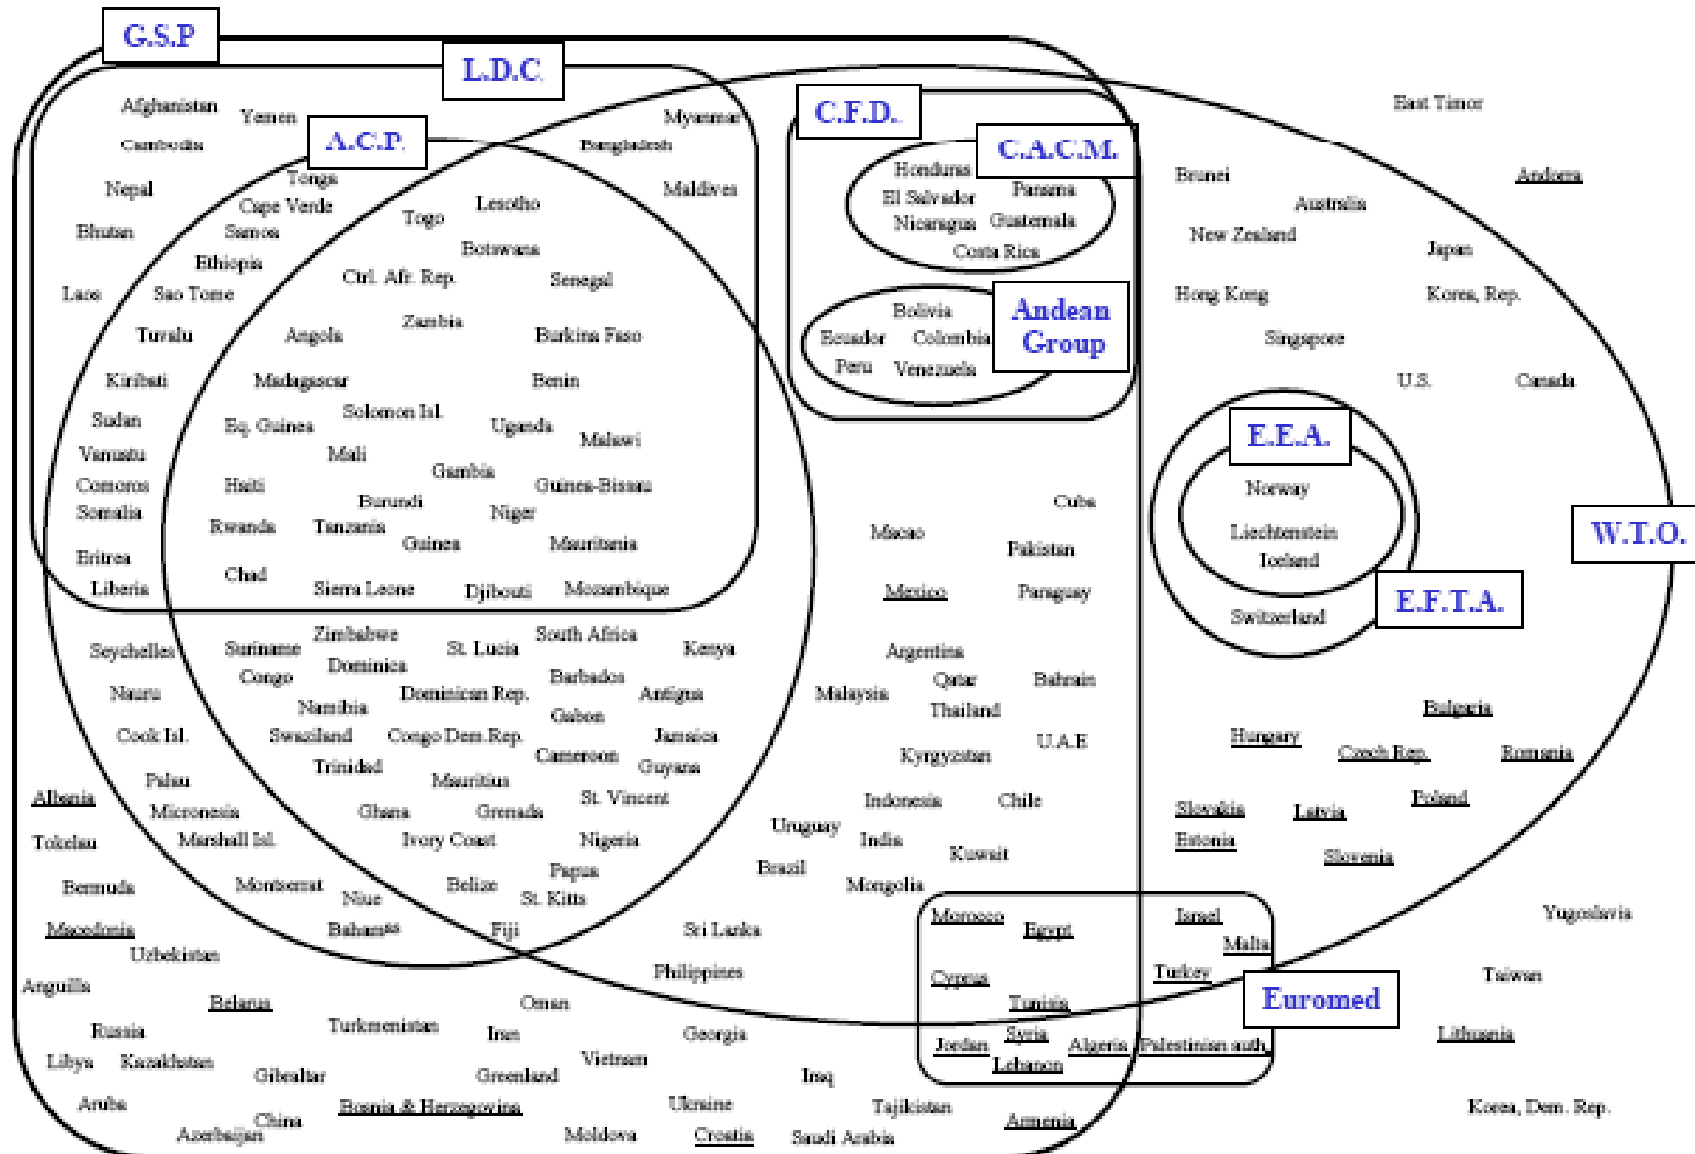 G.S.P
L.D.C.
Afghanistan
Yemen
Myanmar
C.F.D..
East Timor
A.C.P.
Cambodia
Bangladesh
C.A.C.M.
Honduras
Tonga
Nepal
Maldives
Panama
Brunei
Andorra
Cape Verde
Lesotho
El Salvador
Australia
Togo
Bhutan
Samoa
Nicaragua
Guatemala
New Zealand
Botswana
Costa Rica
Japan
Ethiopia
Ctrl. Afr. Rep.
Senegal
Laos
Sao Tome
Hong Kong
Korea, Rep.
Bolivia
Andean
Group
Zambia
Tuvalu
Angola
Burkina Faso
Ecuador
Colombia
Singapore
Peru
Venezuela
Kiribati
Madagascar
Benin
U.S.
Canada
Sudan
Solomon Isl.
Eq. Guinea
Uganda
Malawi
E.E.A.
Vanuatu
Mali
Gambia
Comoros
Haiti
Guinea-Bissau
Norway
Burundi
Cuba
Somalia
Niger
Rwanda
Tanzania
Macao
Liechtenstein
W.T.O.
Guinea
Mauritania
Pakistan
Eritrea
Iceland
Chad
Liberia
Sierra Leone
Djibouti
Mozambique
Mexico
Paraguay
E.F.T.A.
Switzerland
Zimbabwe
South Africa
Seychelles
Suriname
St. Lucia
Kenya
Argentina
Dominica
Congo
Barbados
Qatar
Bahrain
Nauru
Dominican Rep.
Antigua
Malaysia
Namibia
Gabon
Thailand
Bulgaria
Cook Isl.
Swaziland
Congo Dem.Rep.
Jamaica
U.A.E
Hungary
Cameroon
Kyrgyzstan
Czech Rep.
Romania
Trinidad
Guyana
Palau
Mauritius
Albania
St. Vincent
Indonesia
Chile
Poland
Micronesia
Ghana
Grenada
Slovakia
Latvia
Uruguay
Tokelau
Marshall Isl.
Ivory Coast
Nigeria
India
Estonia
Kuwait
Slovenia
Papua
Brazil
Bermuda
Montserrat
Belize
Mongolia
Niue
St. Kitts
Morocco
Israel
Yugoslavia
Macedonia
Bahamas
Fiji
Sri Lanka
Egypt
Malta
Uzbekistan
Philippines
Cyprus
Turkey
Taiwan
Anguilla
Euromed
Belarus
Oman
Tunisia
Russia
Turkmenistan
Iran
Georgia
Syria
Lithuania
Jordan
Algeria
Palestinian auth.
Libya
Kazakhstan
Vietnam
Lebanon
Gibraltar
Greenland
Iraq
Aruba
Bosnia & Herzegovina
Ukraine
Tajikistan
Korea, Dem. Rep.
China
Armenia
Azerbaijan
Moldova
Croatia
Saudi Arabia